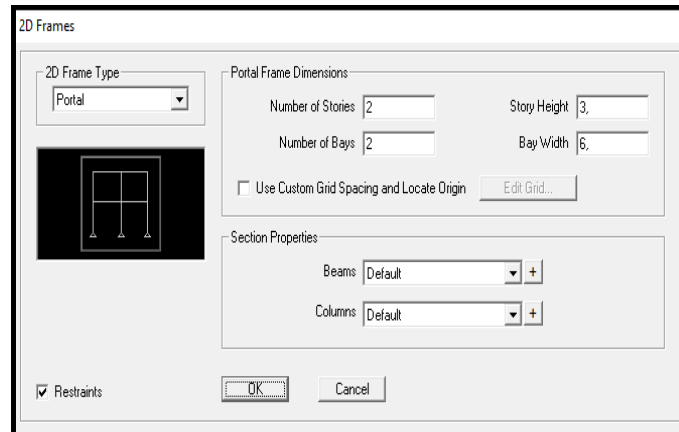 2D Frames
2D Frame Type
Portal
Portal Frame Dimensions
Number of Stories 2 Story Height 3,
Number of Bays 2 Bay Width 6,
Use Custom Grid Spacing and Locate Origin Edit Grid...
Section Properties
Beams Default +
Columns Default +
Restraints OK Cancel